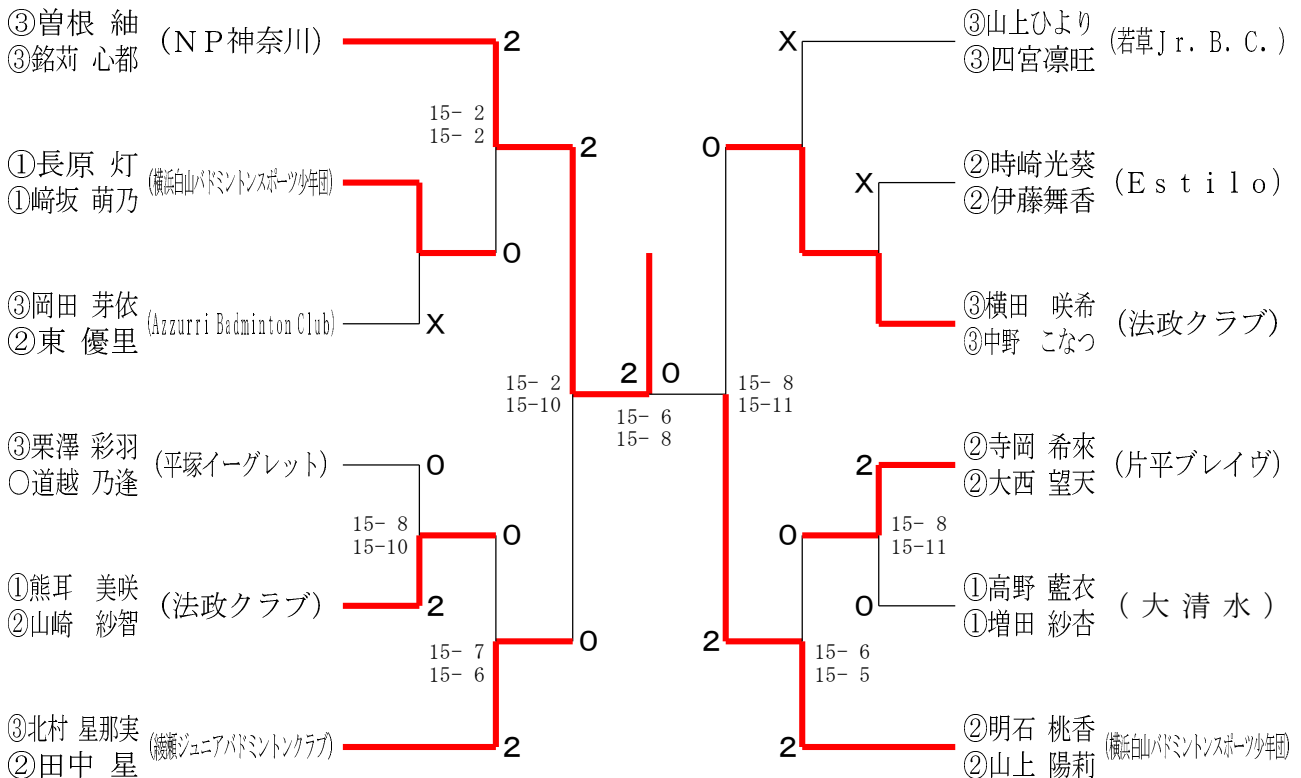 ③曽根 紬
③銘苅 心都
(ＮＰ神奈川)
2
15- 2
15- 2
①長原 灯
①﨑坂 萌乃
(横浜白山バドミントンスポーツ少年団)
2
0
③岡田 芽依
②東 優里
(Azzurri Badminton Club)
X
15- 2
15-10
③栗澤 彩羽
○道越 乃逢
(平塚イーグレット)
0
15- 8
15-10
0
①熊耳 美咲
②山崎 紗智
(法政クラブ)
2
15- 7
15- 6
0
③北村 星那実
②田中 星
(綾瀬ジュニアバドミントンクラブ)
2
2 0
15- 6
15- 8
X
③山上ひより
③四宮凛旺
(若草Jr. B. C. )
0
X
②時崎光葵
②伊藤舞香
(Ｅｓｔｉｌｏ)
③横田 咲希
③中野 こなつ
(法政クラブ)
15- 8
15-11
2
②寺岡 希來
②大西 望天
(片平ブレイヴ)
0
15- 8
15-11
0
①高野 藍衣
①増田 紗杏
( 大 清 水 )
2
15- 6
15- 5
2
②明石 桃香
②山上 陽莉
(横浜白山バドミントンスポーツ少年団)